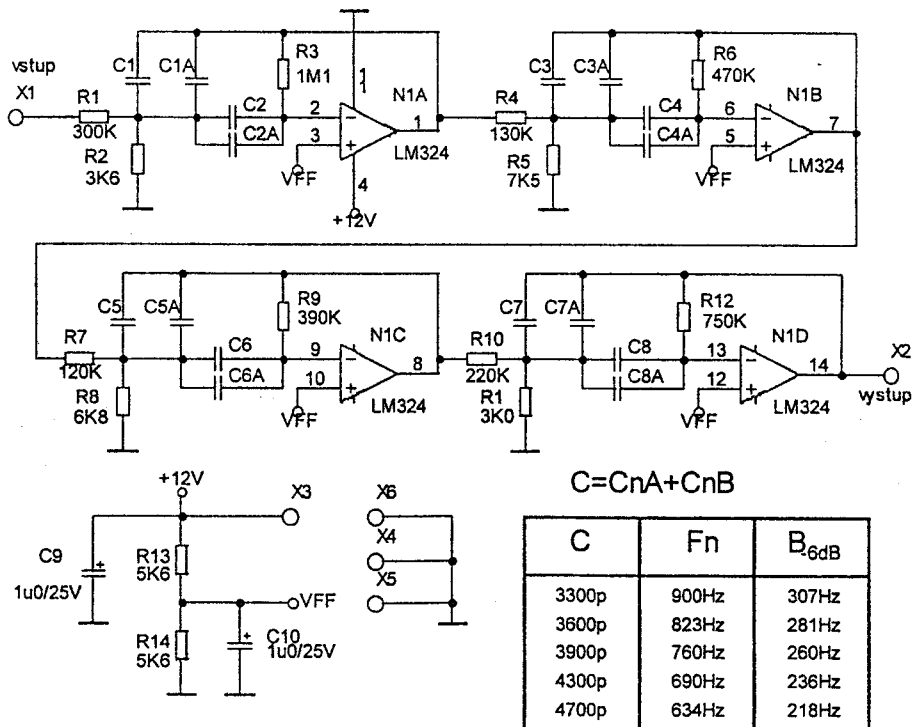 vstup
X1
R1
300K
R2
3K6
C1
C1A
C2
C2A
R3
1M1
1
2
3
1
4
VFF
+12V
N1A
LM324
R4
130K
R5
7K5
C3
C3A
C4
C4A
R6
470K
6
5
7
VFF
N1B
LM324
R7
120K
R8
6K8
C5
C5A
C6
C6A
R9
390K
9
10
8
VFF
N1C
LM324
R10
220K
R1
3K0
C7
C7A
C8
C8A
R12
750K
13
12
14
VFF
N1D
LM324
X2
vystup
+12V
X3
C9
1u0/25V
R13
5K6
VFF
R14
5K6
C10
1u0/25V
X6
X4
X5
C=CnA+CnB
C Fn B-6dB
3300p 900Hz 307Hz
3600p 823Hz 281Hz
3900p 760Hz 260Hz
4300p 690Hz 236Hz
4700p 634Hz 218Hz